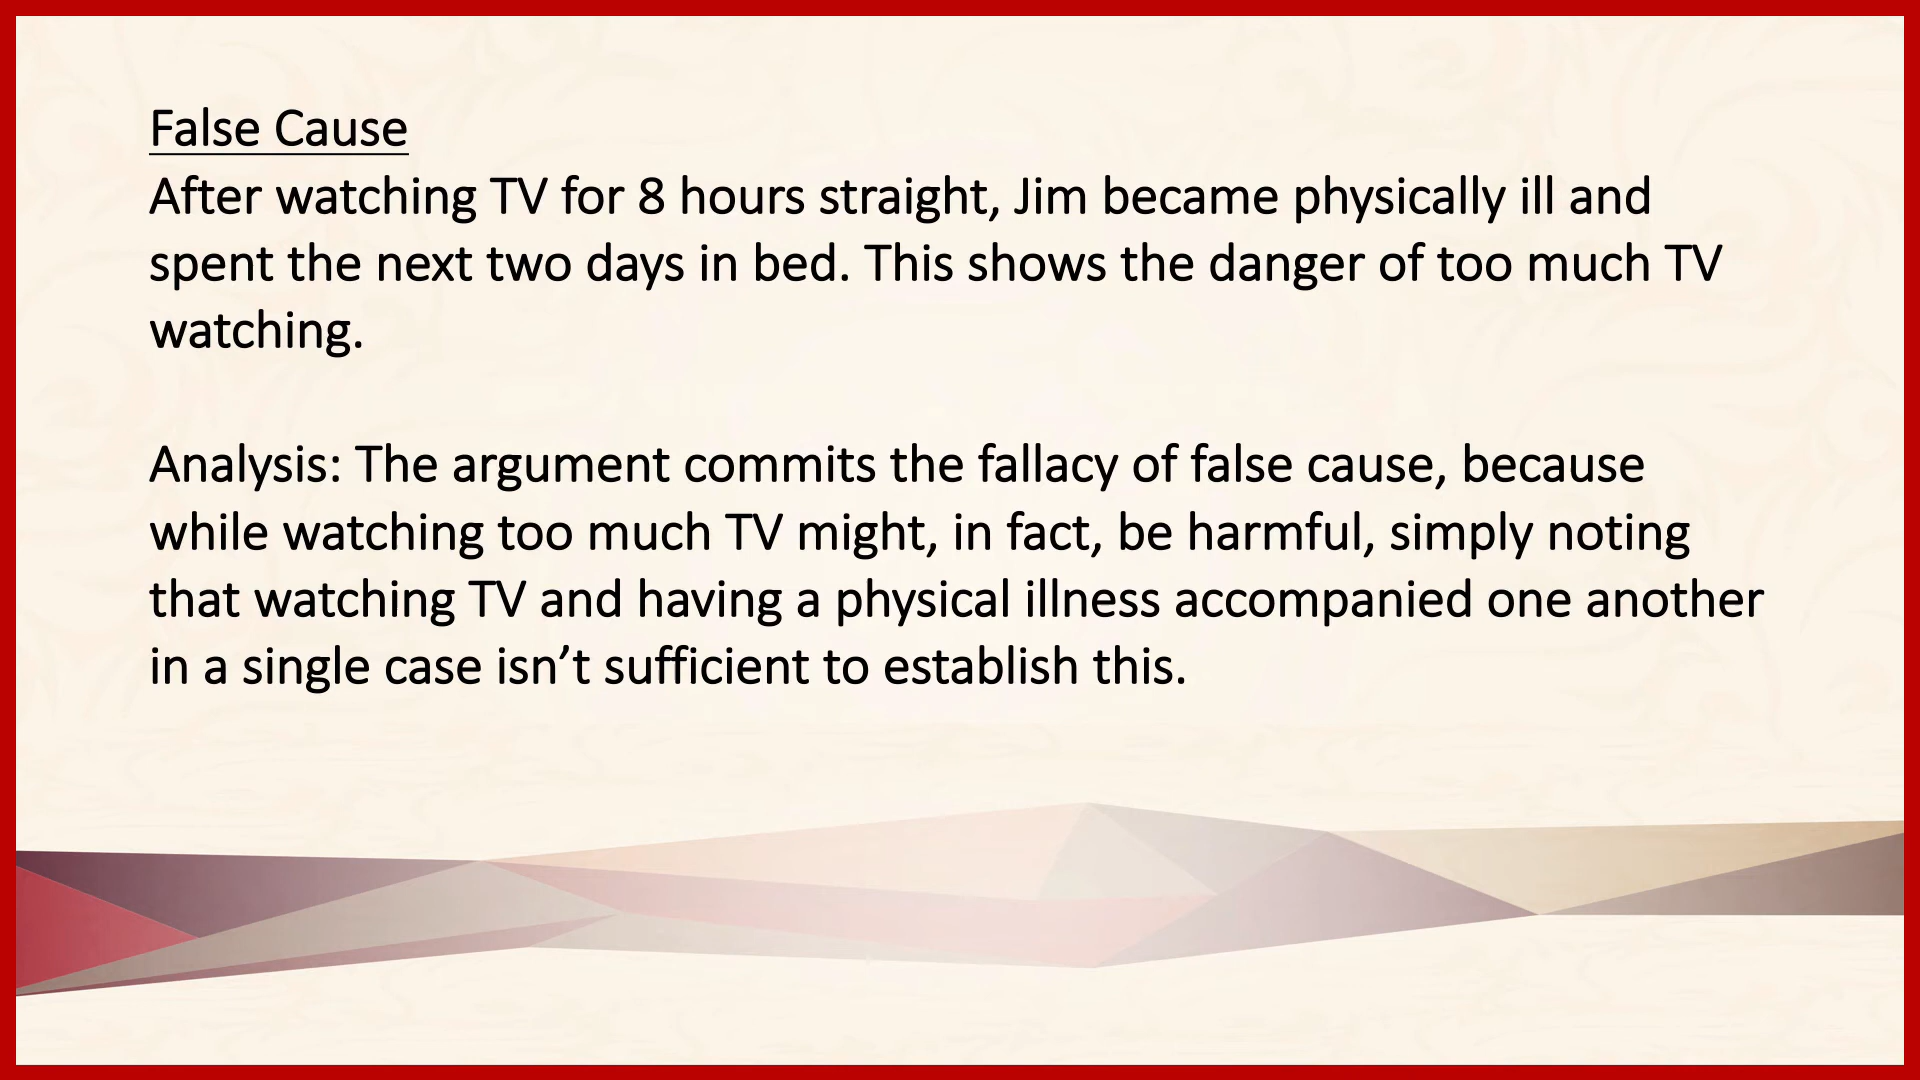 False Cause
After watching TV for 8 hours straight, Jim became physically ill and
spent the next two days in bed. This shows the danger of too much TV
watching.
Analysis: The argument commits the fallacy of false cause, because
while watching too much TV might, in fact, be harmful, simply noting
that watching TV and having a physical illness accompanied one another
in a single case isn’t sufficient to establish this.